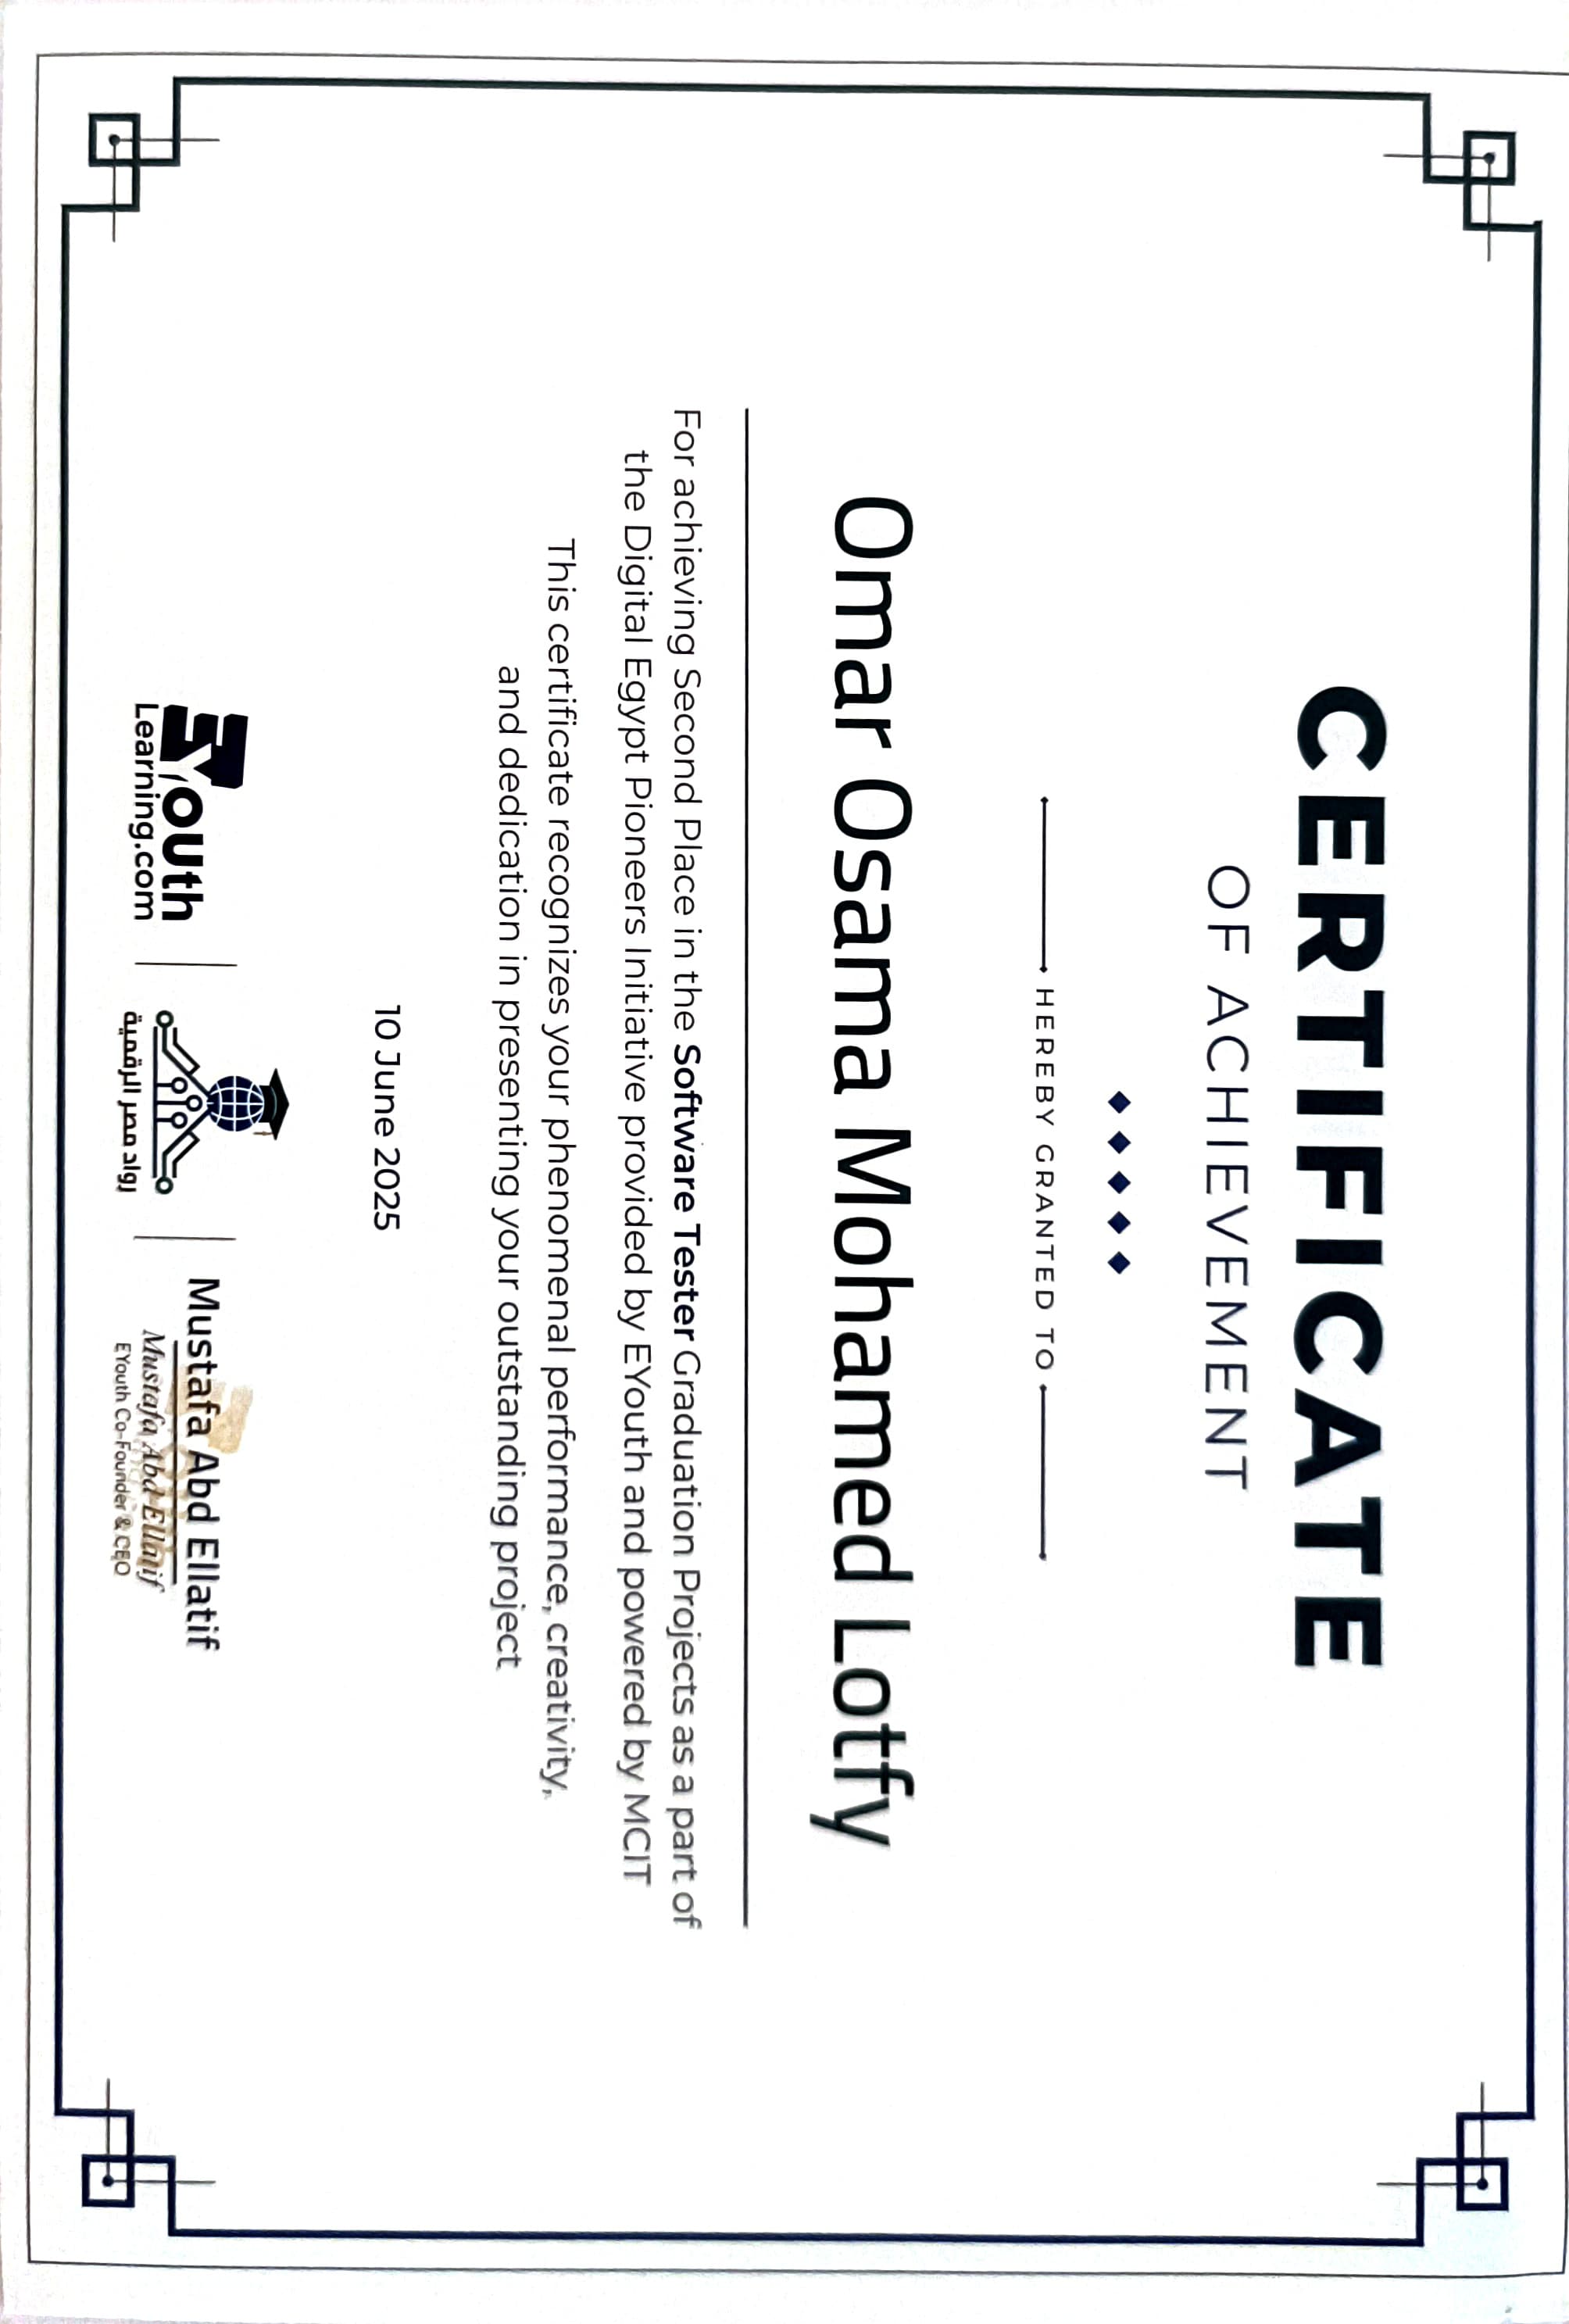 CERTIFICATE
OF ACHIEVEMENT
HEREBY GRANTED TO
Omar Osama Mohamed Lotfy
For achieving Second Place in the Software Tester Graduation Projects as a part of
the Digital Egypt Pioneers Initiative provided by EYouth and powered by MCIT
This certificate recognizes your phenomenal performance, creativity,
and dedication in presenting your outstanding project
10 June 2025
EYouth
Learning.com
رواد مصر الرقمية
Mustafa Abd Ellatif
Mustafa Abd Ellatif
EYouth Co-Founder & CEO